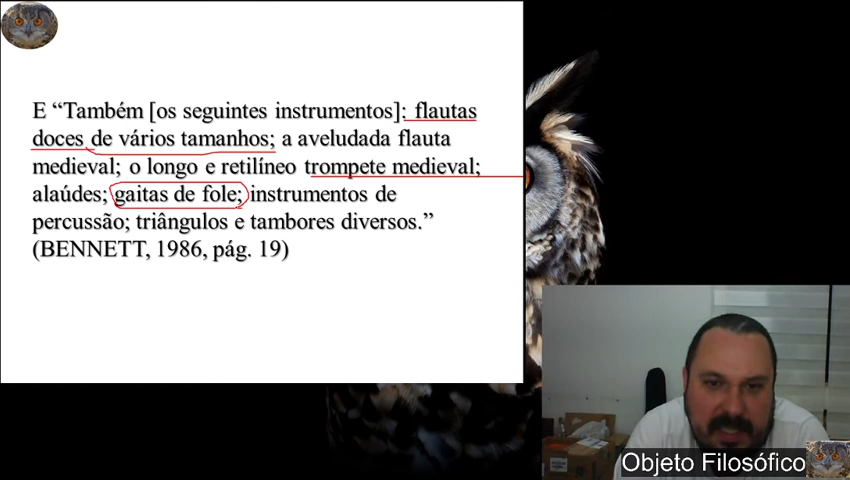 E “Também [os seguintes instrumentos]: flautas
doces de vários tamanhos; a aveludada flauta
medieval; o longo e retilíneo trompete medieval;
alaúdes; gaitas de fole; instrumentos de
percussão; triângulos e tambores diversos.”
(BENNETT, 1986, pág. 19)
Objeto Filosófico